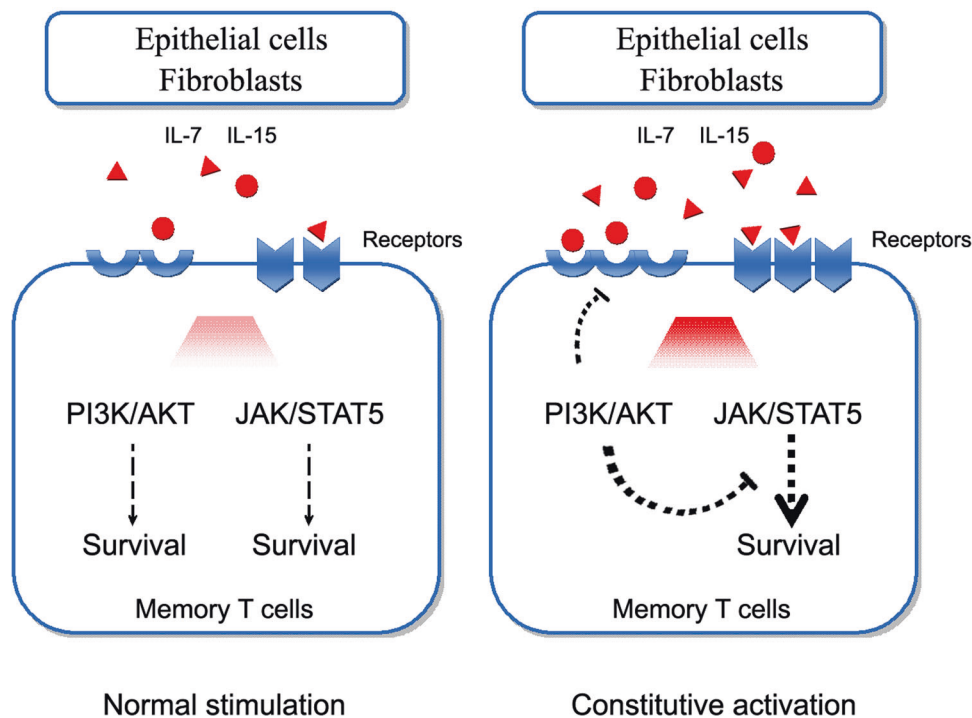 Epithelial cells
Fibroblasts
IL-7 IL-15
Receptors
PI3K/AKT JAK/STAT5
Survival Survival
Memory T cells
Normal stimulation
Epithelial cells
Fibroblasts
IL-7 IL-15
Receptors
PI3K/AKT JAK/STAT5
Survival
Memory T cells
Constitutive activation